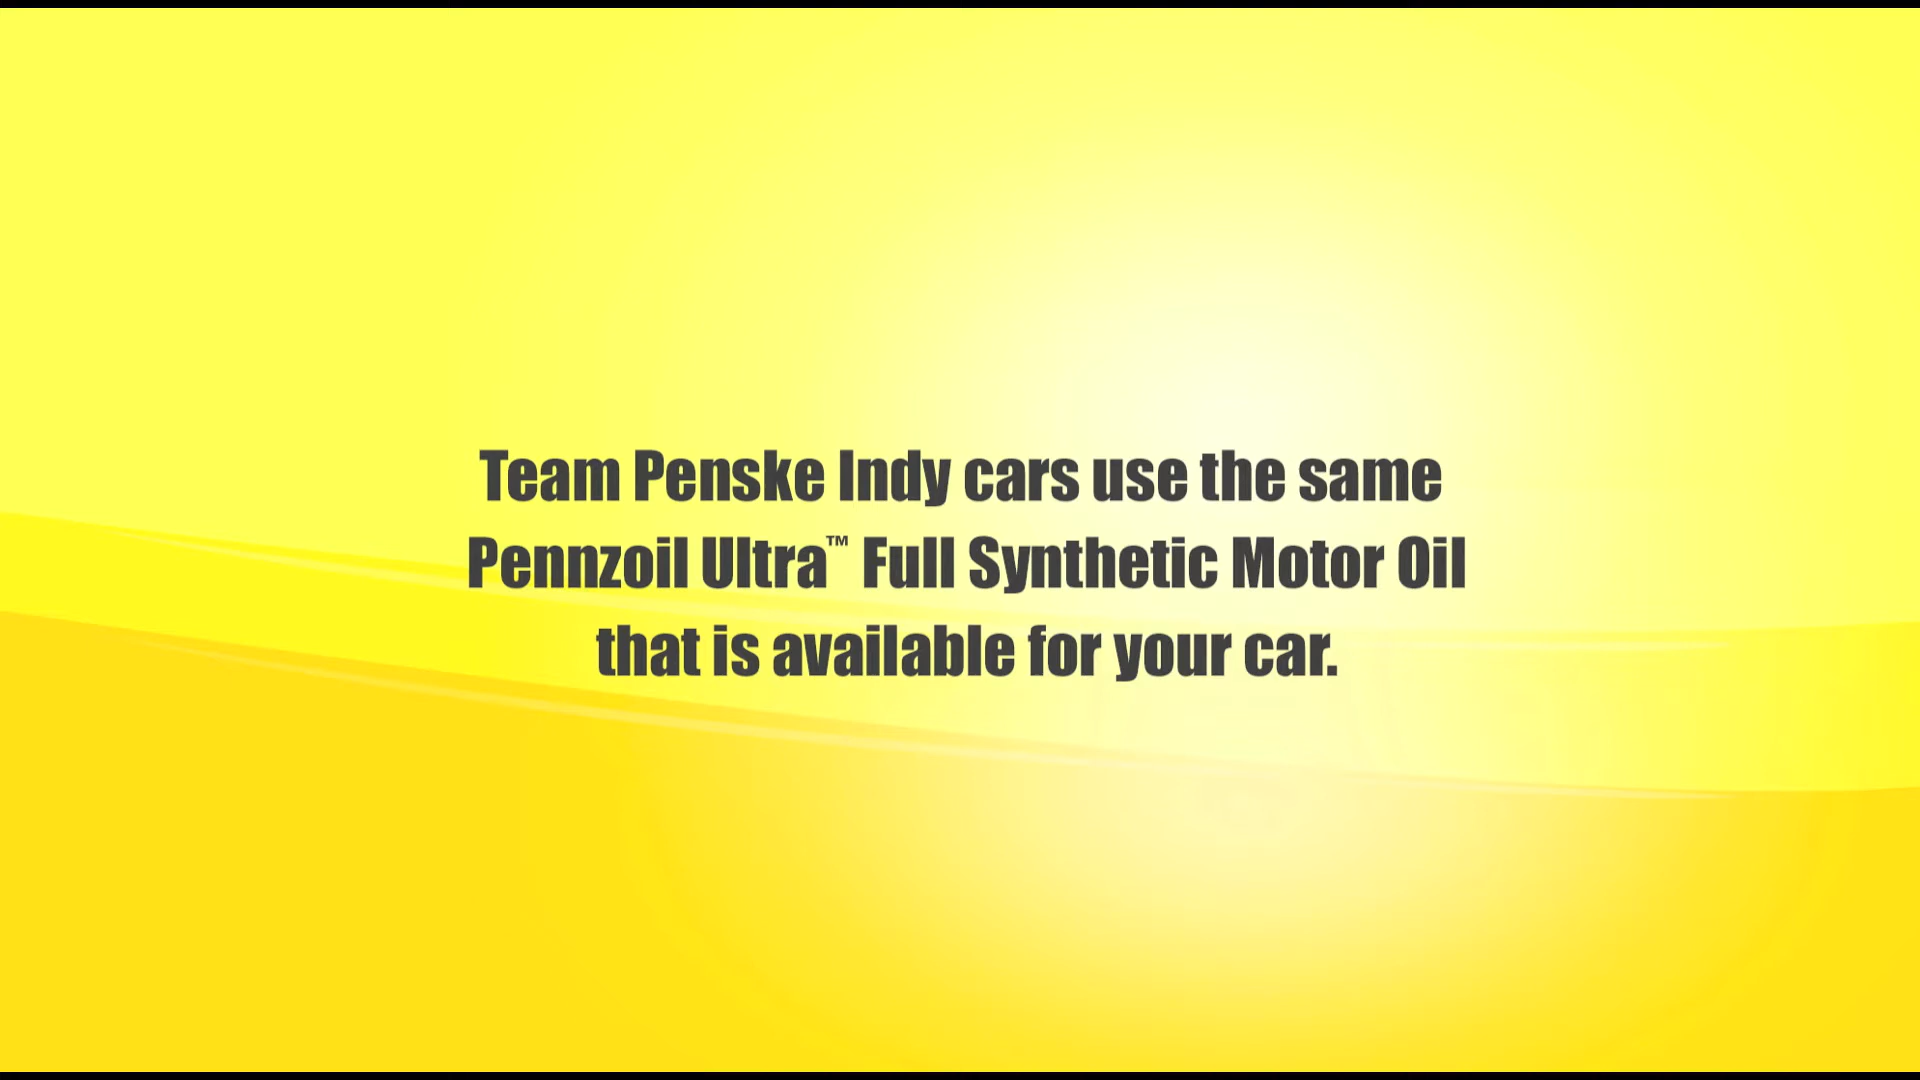 Team Penske Indy cars use the same
Pennzoil Ultra™ Full Synthetic Motor Oil
that is available for your car.